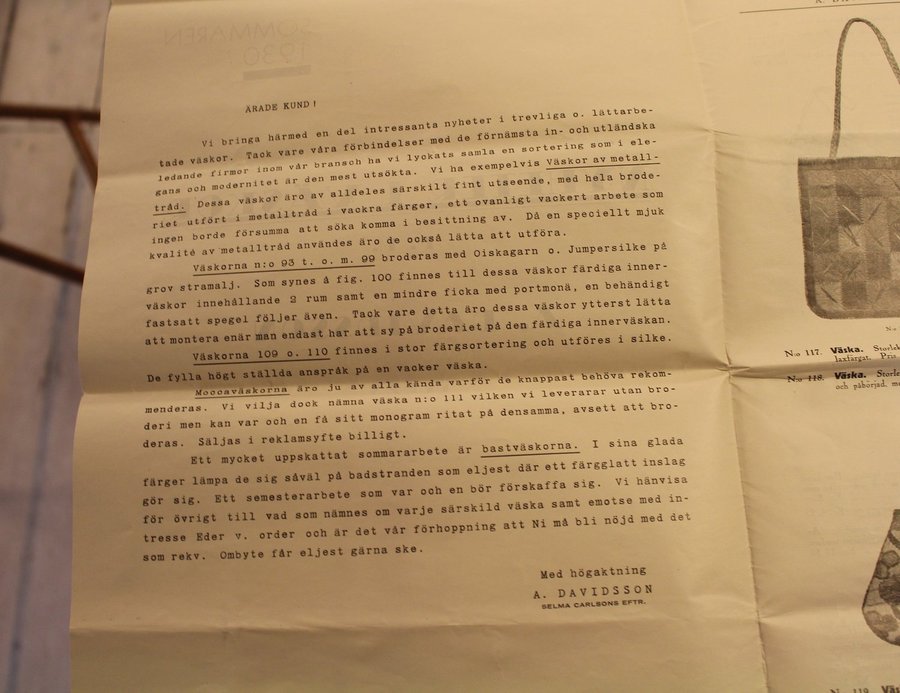 SOMMAREN
1930
ÄRADE KUND!
Vi bringa härmed en del intressanta nyheter i trevliga o. lättarbe-
tade väskor. Tack vare våra förbindelser med de förnämsta in- och utländska
ledande firmor inom vår bransch ha vi lyckats samla en sortering som i ele-
gans och modernitet är den mest utsökta. Vi ha exempelvis Väskor av metall-
tråd. Dessa väskor äro av alldeles särskilt fint utseende, med hela brode-
riet utfört i metalltråd i vackra färger, ett ovanligt vackert arbete som
ingen borde försumma att söka komma i besittning av. Då en speciellt mjuk
kvalité av metalltråd användes äro de också lätta att utföra.
Väskorna n:o 93 t. o. m. 99 broderas med Oiskagarn o. Jumpersilke på
grov stramalj. Som synes å fig. 100 finnes till dessa väskor färdiga inner-
väskor innehållande 2 rum samt en mindre ficka med portmonä, en behändigt
fastsatt spegel följer även. Tack vare detta äro dessa väskor ytterst lätta
att montera enär man endast har att sy på broderiet på den färdiga innerväskan.
Väskorna 109 o. 110 finnes i stor färgsortering och utföres i silke.
De fylla högt ställda anspråk på en vacker väska.
Moccaväskorna äro ju av alla kända varför de knappast behöva rekom-
menderas. Vi vilja dock nämna väska n:o 111 vilken vi leverarar utan bro-
deri men kan var och en få sitt monogram ritat på densamma, avsett att bro-
deras. Säljas i reklamsyfte billigt.
Ett mycket uppskattat sommararbete är bastväskorna. I sina glada
färger lämpa de sig såväl på badstranden som eljest där ett färgglatt inslag
gör sig. Ett semesterarbete som var och en bör förskaffa sig. Vi hänvisa
för övrigt till vad som nämnes om varje särskild väska samt emotse med in-
tresse Eder v. order och är det vår förhoppning att Ni må bli nöjd med det
som rekv. Ombyte får eljest gärna ske.
Med högaktning
A. DAVIDSSON
SELMA CARLSONS EFTR.
N:o 117. Väska. Storlek
laxfärgat. Pris
N:o 118. Väska. Storle
och påbörjad, me
N:o 119. Väs